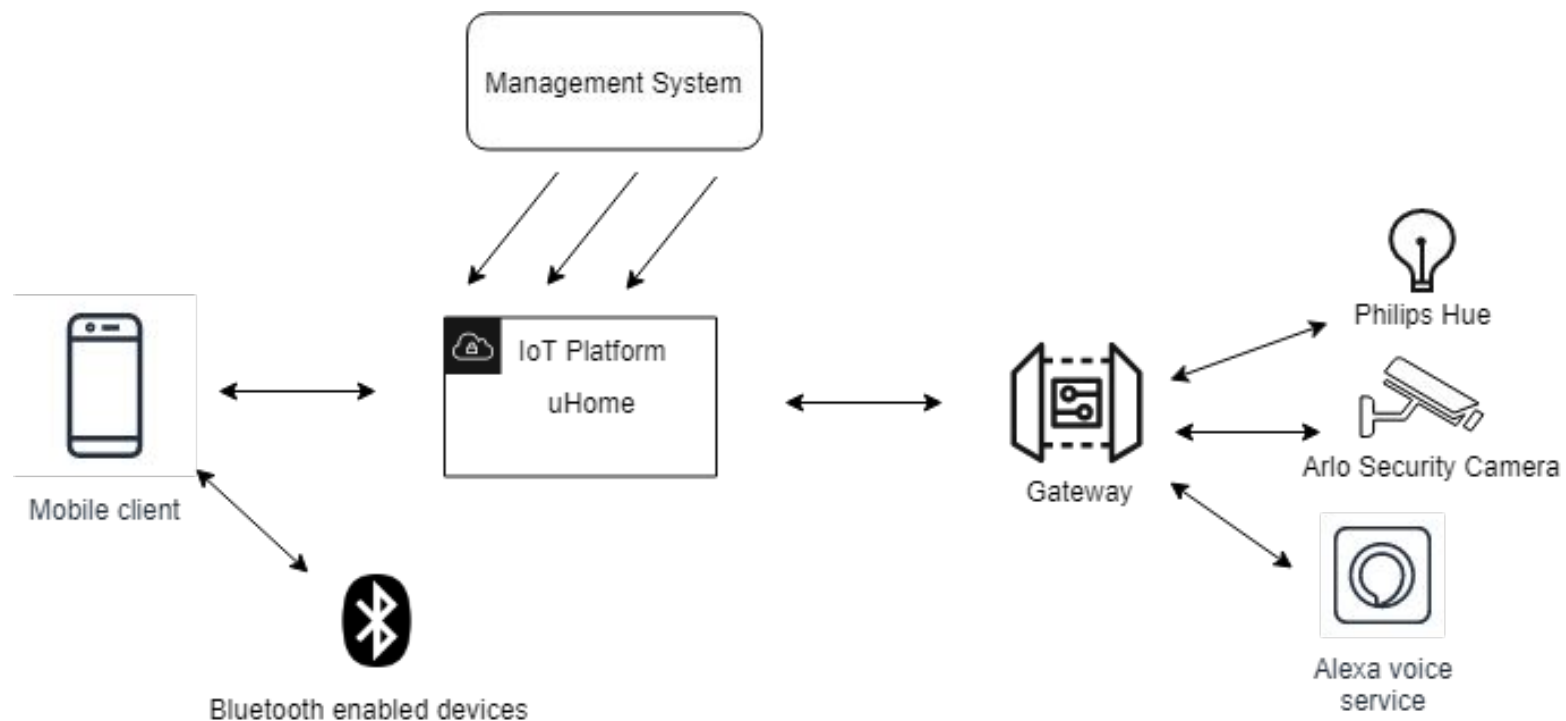 Management System
IoT Platform
uHome
Philips Hue
Arlo Security Camera
Gateway
Mobile client
Alexa voice
service
Bluetooth enabled devices